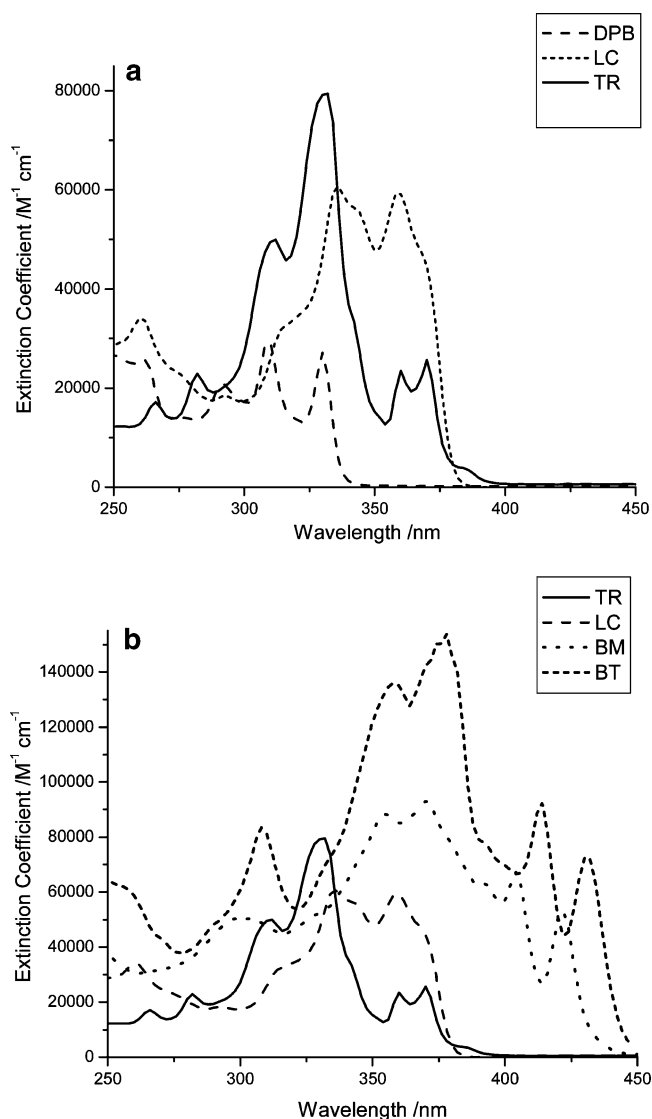 a
DPB
LC
TR
80000
60000
40000
20000
0
Extinction Coefficient /M⁻¹ cm⁻¹
250
300
350
400
450
Wavelength /nm
b
TR
LC
BM
BT
140000
120000
100000
80000
60000
40000
20000
0
Extinction Coefficient /M⁻¹ cm⁻¹
250
300
350
400
450
Wavelength /nm